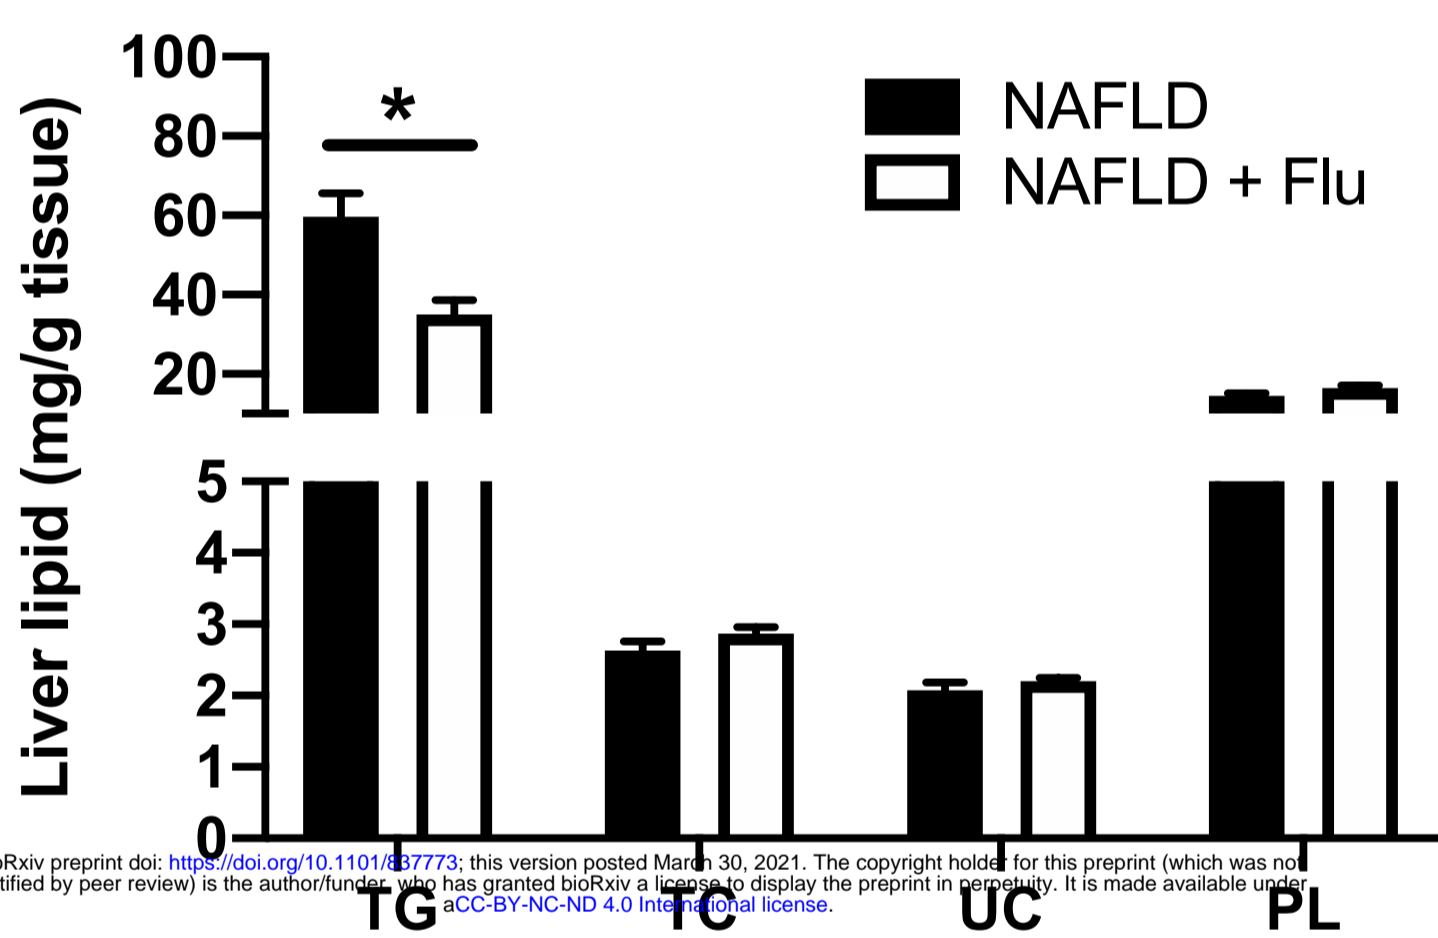 Liver lipid (mg/g tissue)
100
80
60
40
20
5
4
3
2
1
0
*
NAFLD
NAFLD + Flu
oRxiv preprint doi: https://doi.org/10.1101/837773; this version posted March 30, 2021. The copyright holder for this preprint (which was not
tified by peer review) is the author/funder, who has granted bioRxiv a license to display the preprint in perpetuity. It is made available under
aCC-BY-NC-ND 4.0 International license.
TG TC UC PL